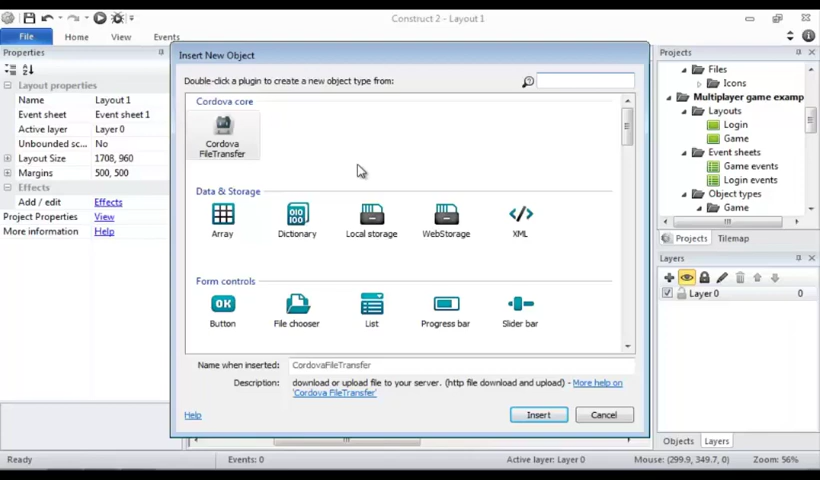 Construct 2 - Layout 1
File
Home
View
Events
Properties
Layout properties
Name Layout 1
Event sheet Event sheet 1
Active layer Layer 0
Unbounded sc... No
Layout Size 1708, 960
Margins 500, 500
Effects
Add / edit Effects
Project Properties View
More information Help
Insert New Object
Double-click a plugin to create a new object type from:
Cordova core
Cordova
FileTransfer
Data & Storage
Array
Dictionary
Local storage
WebStorage
XML
Form controls
OK
Button
File chooser
List
Progress bar
Slider bar
Name when inserted: CordovaFileTransfer
Description: download or upload file to your server. (http file download and upload) - More help on
'Cordova FileTransfer'
Help
Insert
Cancel
Projects
Files
Icons
Multiplayer game examp
Layouts
Login
Game
Event sheets
Game events
Login events
Object types
Game
Projects
Tilemap
Layers
Layer 0 0
Objects
Layers
Ready
Events: 0
Active layer: Layer 0
Mouse: (299.9, 349.7, 0)
Zoom: 56%